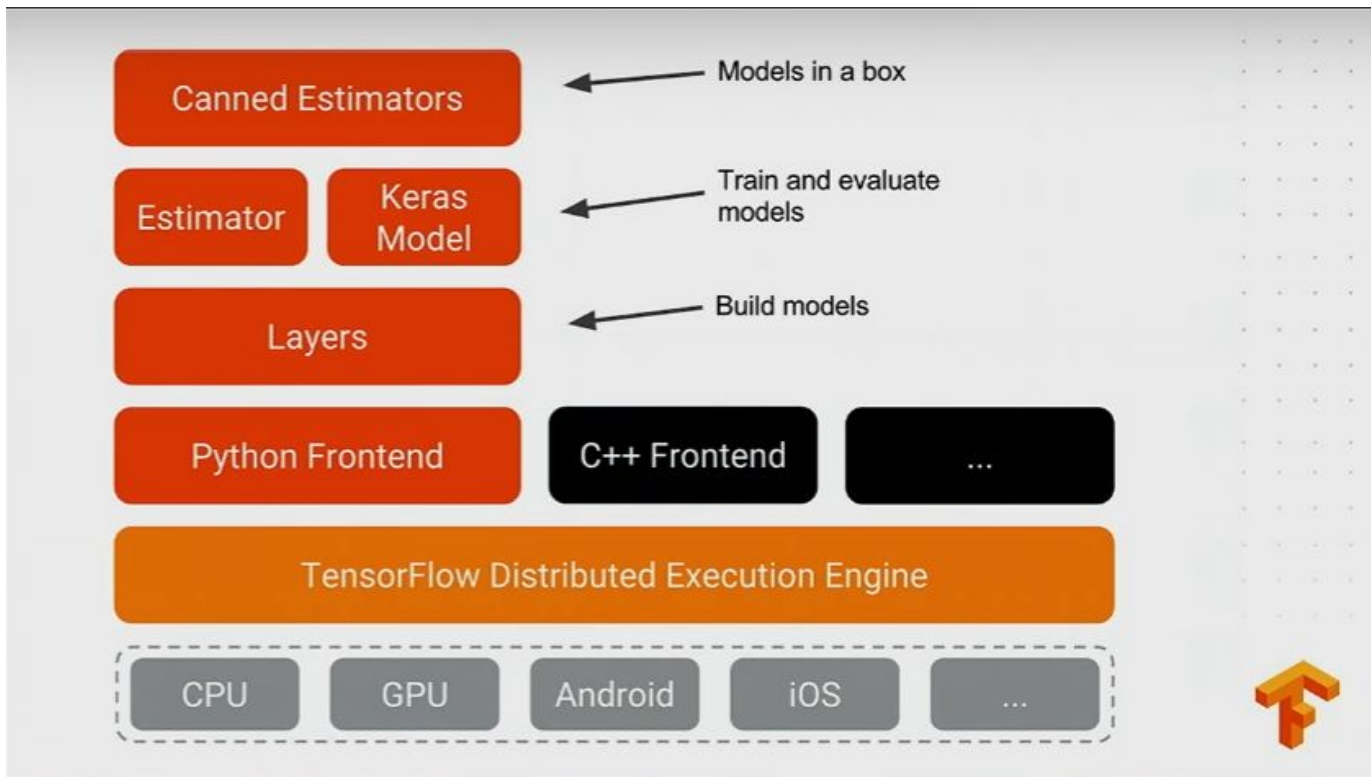 Canned Estimators
Models in a box
Estimator
Keras
Model
Train and evaluate
models
Layers
Build models
Python Frontend
C++ Frontend
...
TensorFlow Distributed Execution Engine
CPU
GPU
Android
iOS
...